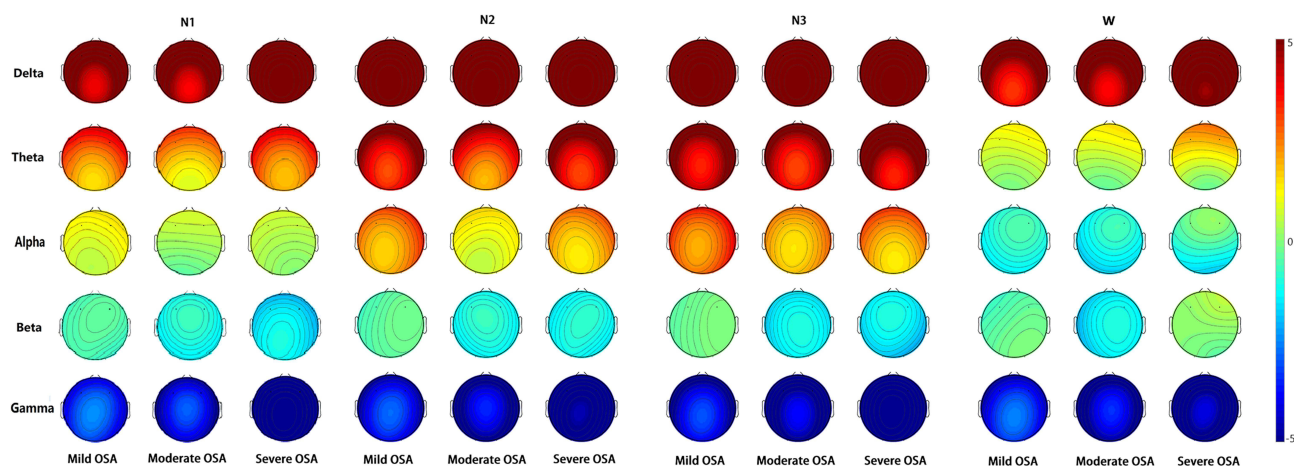 N1 N2 N3 W
5
Delta
Theta
Alpha
0
Beta
Gamma
-5
Mild OSA Moderate OSA Severe OSA Mild OSA Moderate OSA Severe OSA Mild OSA Moderate OSA Severe OSA Mild OSA Moderate OSA Severe OSA